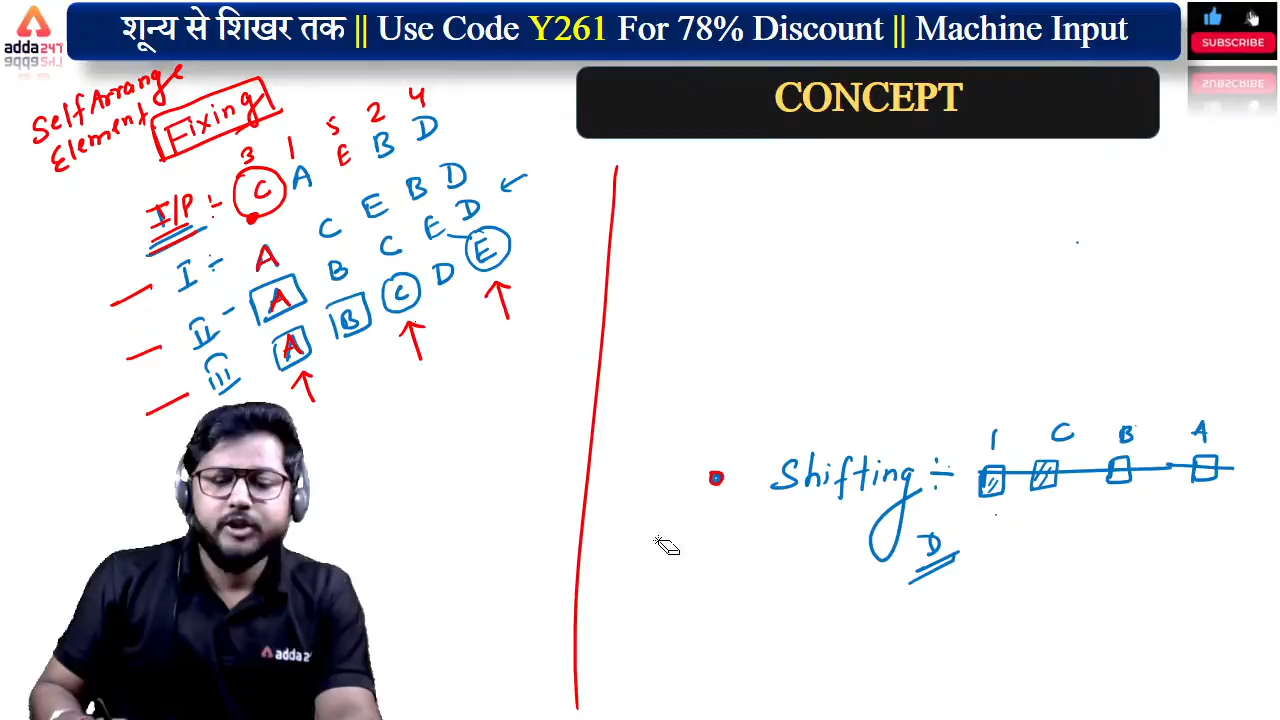 शून्य से शिखर तक || Use Code Y261 For 78% Discount || Machine Input
adda247
SUBSCRIBE
CONCEPT
Self Arrange
Element
Fixing
3 1 5 2 4
I/P :- C A E B D
I :- A C E B D
II - A B C E D
III A B C D E
1 C B A
Shifting ÷
D
adda247